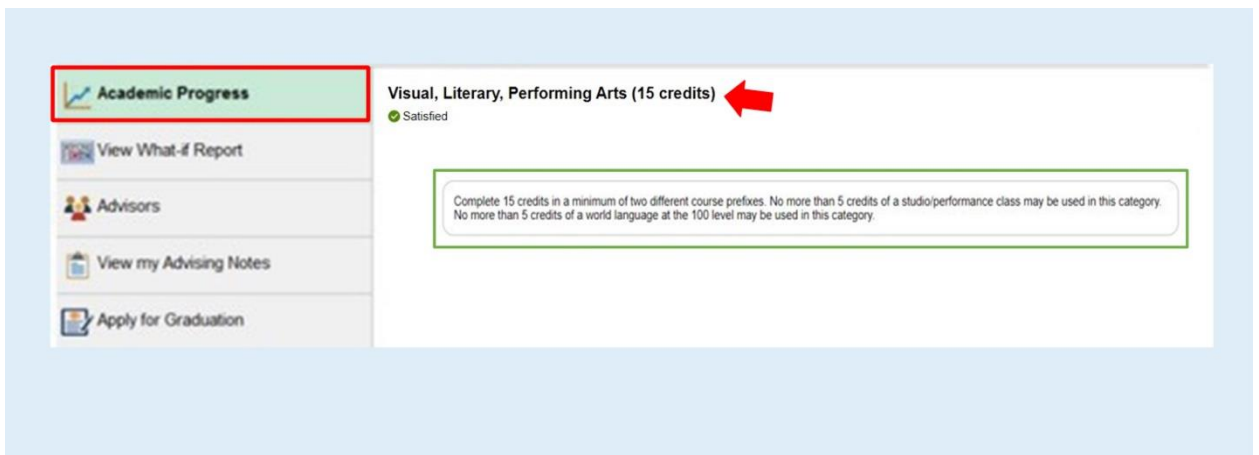 Academic Progress
View What-if Report
Advisors
View my Advising Notes
Apply for Graduation
Visual, Literary, Performing Arts (15 credits)
Satisfied
Complete 15 credits in a minimum of two different course prefixes. No more than 5 credits of a studio/performance class may be used in this category.
No more than 5 credits of a world language at the 100 level may be used in this category.